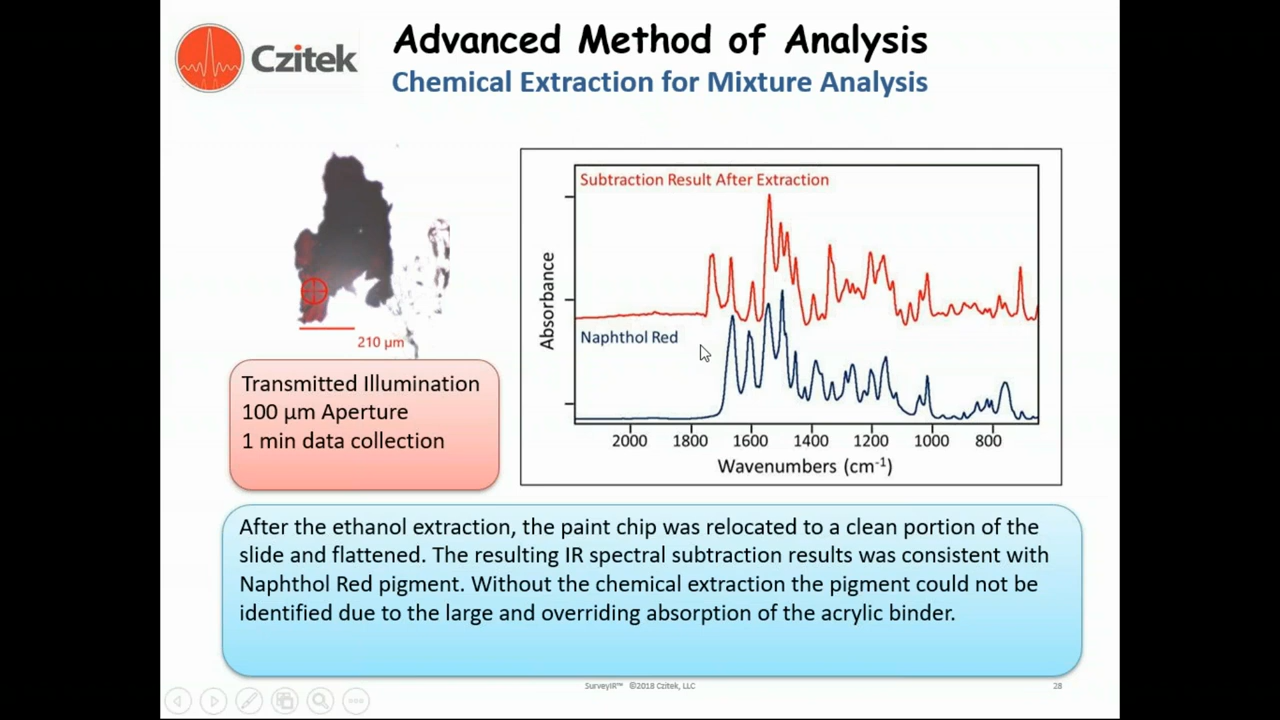 Czitek
Advanced Method of Analysis
Chemical Extraction for Mixture Analysis
210 µm
Transmitted Illumination
100 µm Aperture
1 min data collection
Subtraction Result After Extraction
Naphthol Red
Absorbance
2000 1800 1600 1400 1200 1000 800
Wavenumbers (cm⁻¹)
After the ethanol extraction, the paint chip was relocated to a clean portion of the
slide and flattened. The resulting IR spectral subtraction results was consistent with
Naphthol Red pigment. Without the chemical extraction the pigment could not be
identified due to the large and overriding absorption of the acrylic binder.
SurveyIR™ ©2018 Czitek, LLC
28